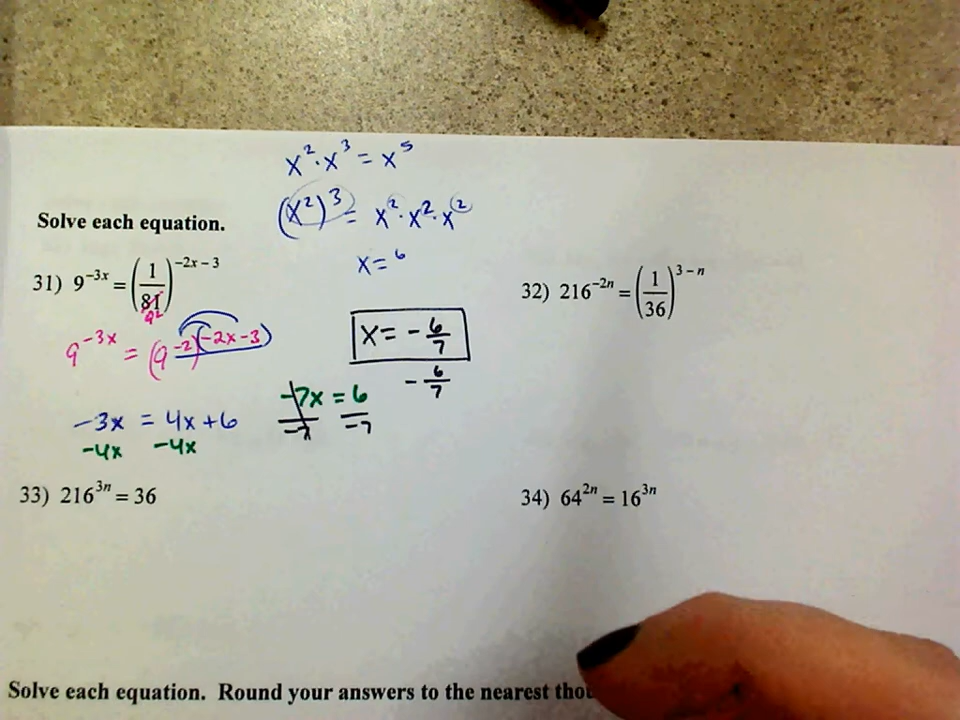 x² · x³ = x⁵
(x²)³ = x² · x² · x²
x = ⁶
Solve each equation.
31) 9^(-3x) = (1/81)^(-2x - 3)
9²
9^(-3x) = (9^(-2))^(-2x-3)
x = -6/7
-6/7
-3x = 4x + 6
-4x -4x
-7x = 6
-7 -7
32) 216^(-2n) = (1/36)^(3 - n)
33) 216^(3n) = 36
34) 64^(2n) = 16^(3n)
Solve each equation. Round your answers to the nearest